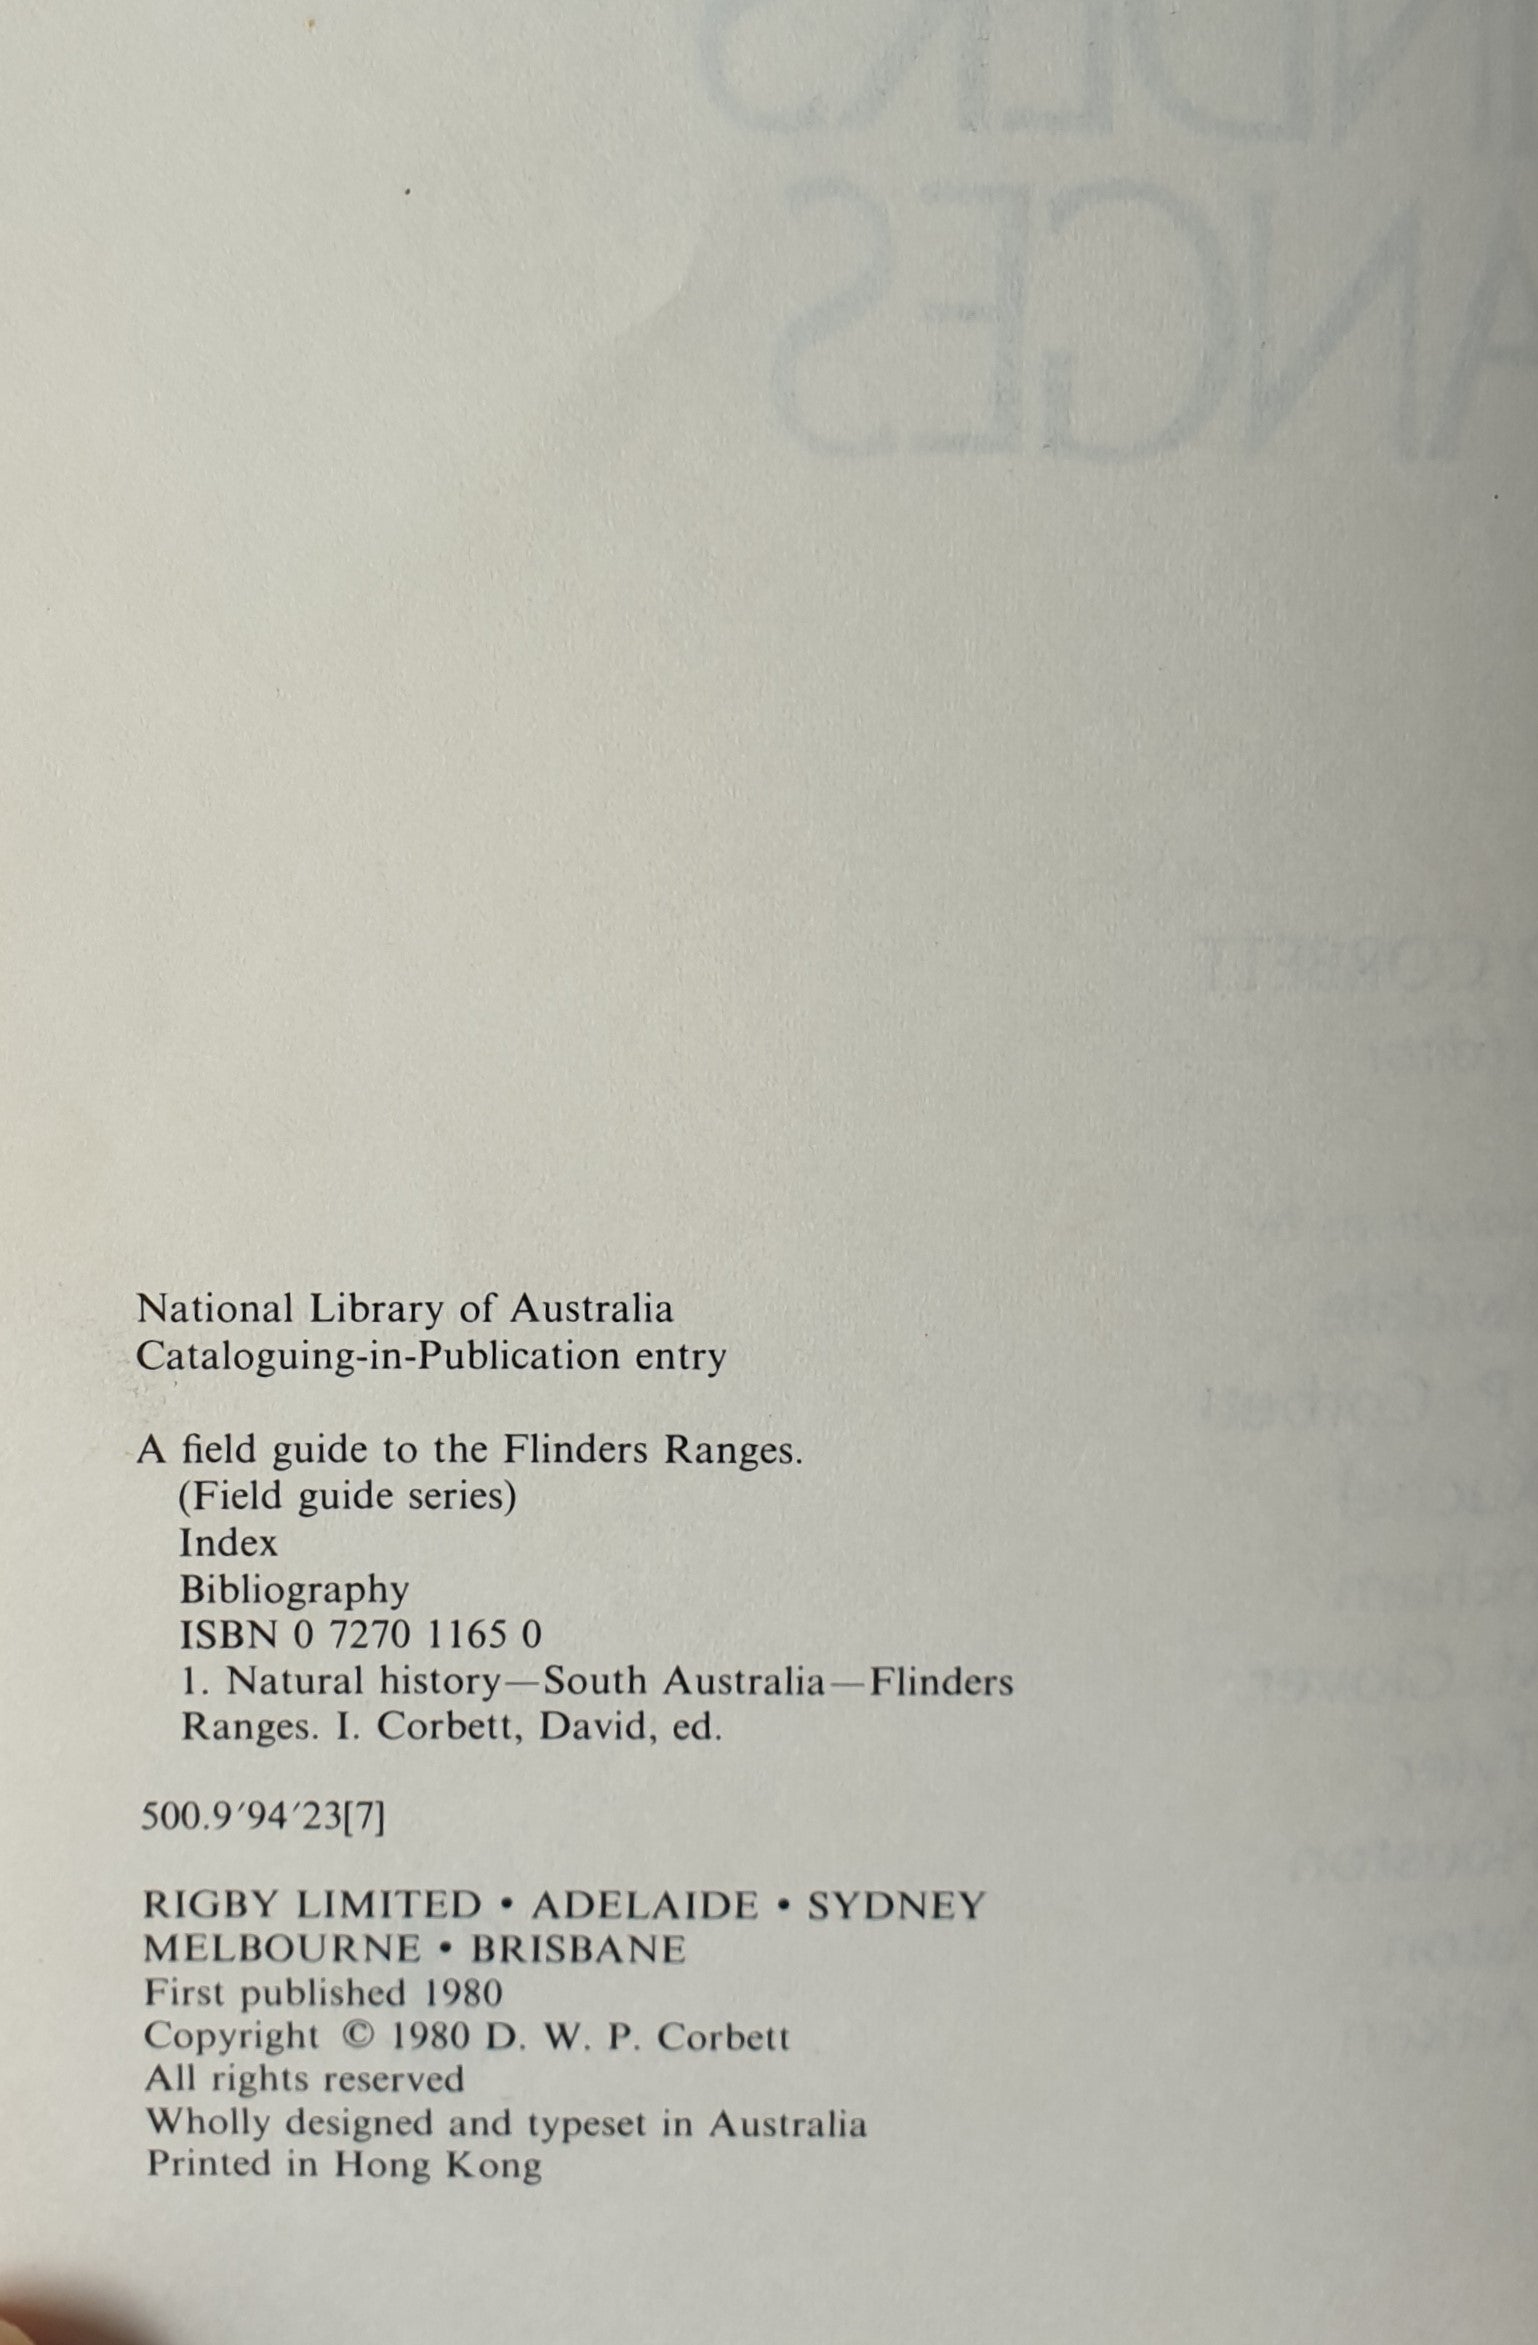 National Library of Australia
Cataloguing-in-Publication entry
A field guide to the Flinders Ranges.
(Field guide series)
Index
Bibliography
ISBN 0 7270 1165 0
1. Natural history—South Australia—Flinders
Ranges. I. Corbett, David, ed.
500.9′94′23[7]
RIGBY LIMITED • ADELAIDE • SYDNEY
MELBOURNE • BRISBANE
First published 1980
Copyright © 1980 D. W. P. Corbett
All rights reserved
Wholly designed and typeset in Australia
Printed in Hong Kong